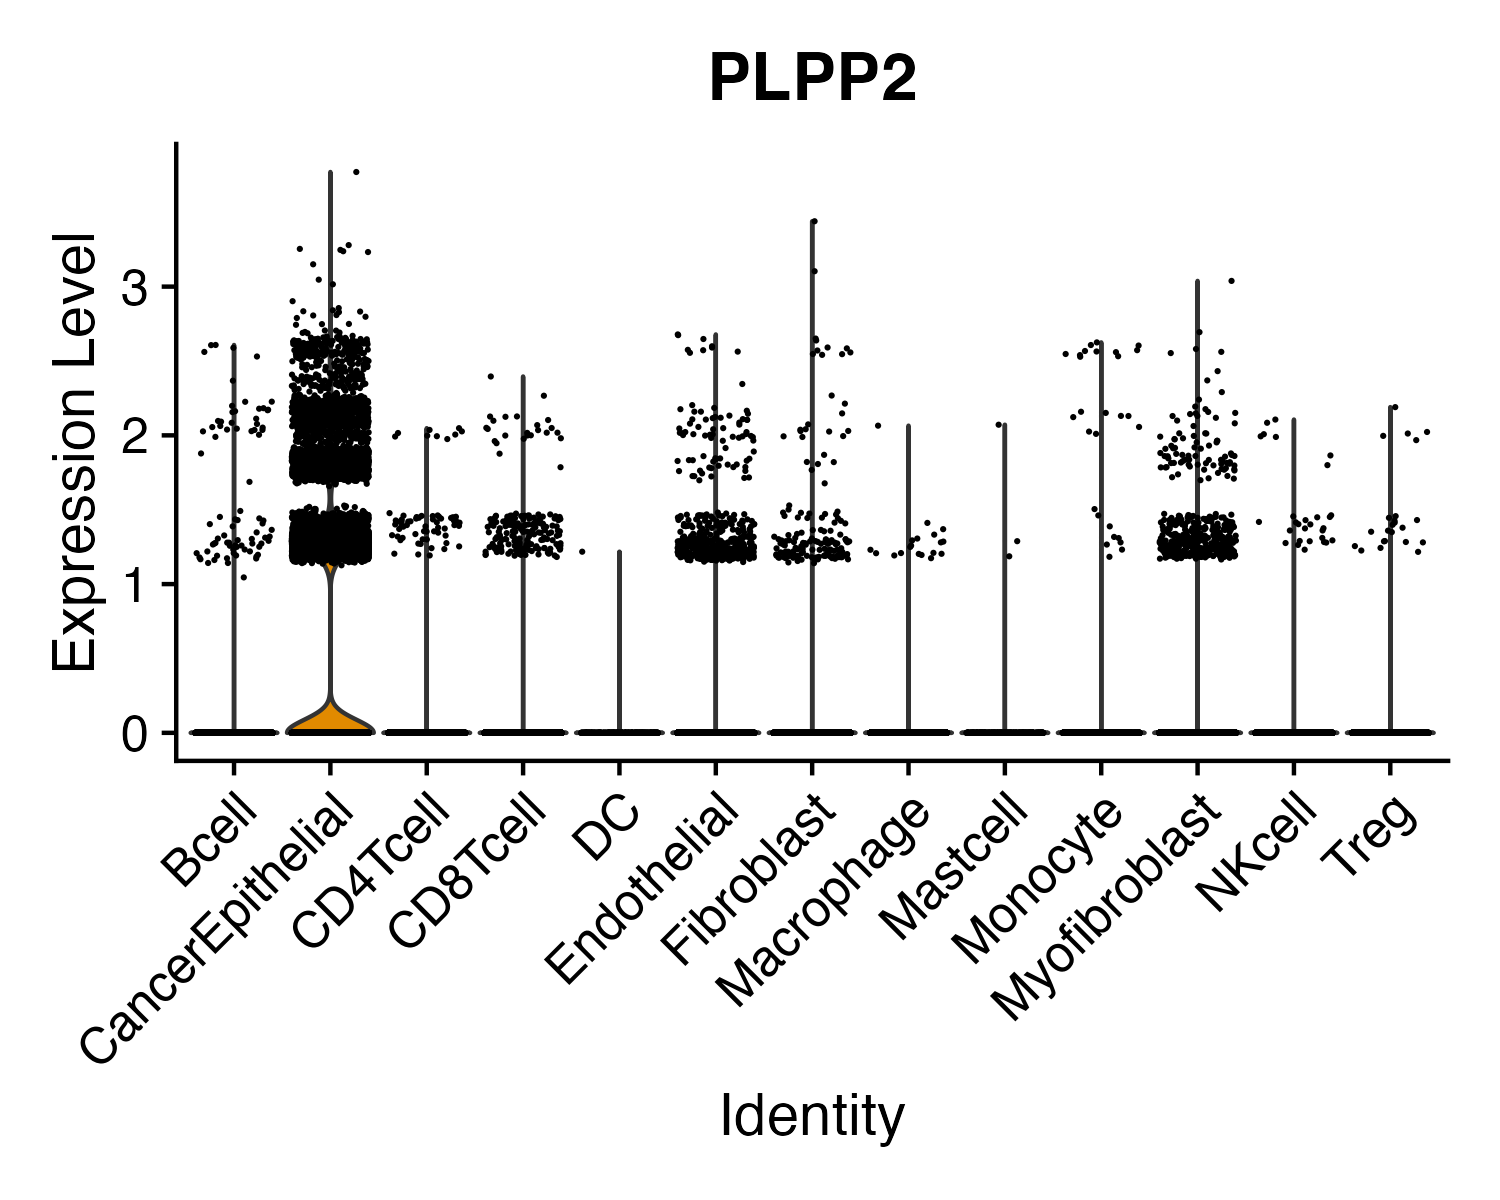 PLPP2
Expression Level
3
2
1
0
Bcell
CancerEpithelial
CD4Tcell
CD8Tcell
DC
Endothelial
Fibroblast
Macrophage
Mastcell
Monocyte
Myofibroblast
NKcell
Treg
Identity